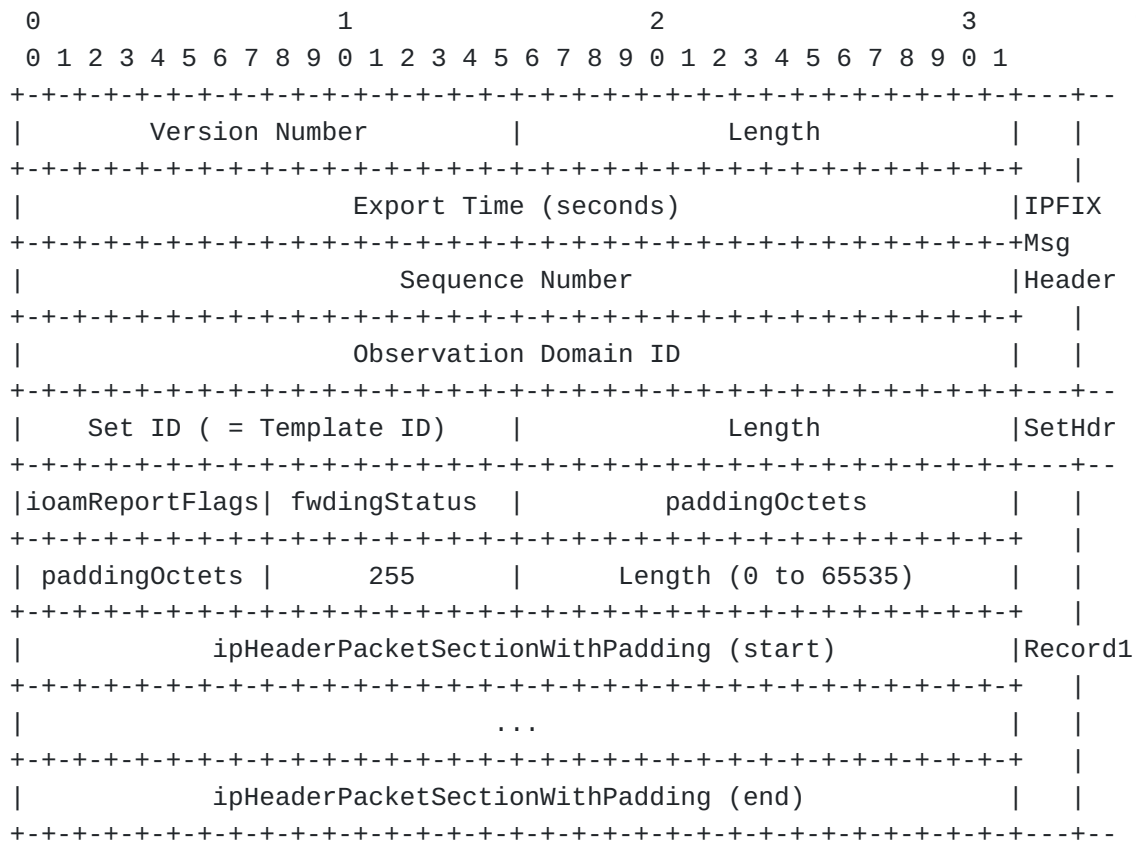 0                   1                   2                   3
 0 1 2 3 4 5 6 7 8 9 0 1 2 3 4 5 6 7 8 9 0 1 2 3 4 5 6 7 8 9 0 1
+-+-+-+-+-+-+-+-+-+-+-+-+-+-+-+-+-+-+-+-+-+-+-+-+-+-+-+-+-+-+-+-+---+--
|        Version Number         |             Length            |   |
+-+-+-+-+-+-+-+-+-+-+-+-+-+-+-+-+-+-+-+-+-+-+-+-+-+-+-+-+-+-+-+-+   |
|                     Export Time (seconds)                     |IPFIX
+-+-+-+-+-+-+-+-+-+-+-+-+-+-+-+-+-+-+-+-+-+-+-+-+-+-+-+-+-+-+-+-+Msg
|                        Sequence Number                        |Header
+-+-+-+-+-+-+-+-+-+-+-+-+-+-+-+-+-+-+-+-+-+-+-+-+-+-+-+-+-+-+-+-+   |
|                     Observation Domain ID                     |   |
+-+-+-+-+-+-+-+-+-+-+-+-+-+-+-+-+-+-+-+-+-+-+-+-+-+-+-+-+-+-+-+-+---+--
|    Set ID ( = Template ID)    |             Length            |SetHdr
+-+-+-+-+-+-+-+-+-+-+-+-+-+-+-+-+-+-+-+-+-+-+-+-+-+-+-+-+-+-+-+-+---+--
|ioamReportFlags| fwdingStatus  |         paddingOctets         |   |
+-+-+-+-+-+-+-+-+-+-+-+-+-+-+-+-+-+-+-+-+-+-+-+-+-+-+-+-+-+-+-+-+   |
| paddingOctets |      255      |      Length (0 to 65535)      |   |
+-+-+-+-+-+-+-+-+-+-+-+-+-+-+-+-+-+-+-+-+-+-+-+-+-+-+-+-+-+-+-+-+   |
|            ipHeaderPacketSectionWithPadding (start)           |Record1
+-+-+-+-+-+-+-+-+-+-+-+-+-+-+-+-+-+-+-+-+-+-+-+-+-+-+-+-+-+-+-+-+   |
|                              ...                              |   |
+-+-+-+-+-+-+-+-+-+-+-+-+-+-+-+-+-+-+-+-+-+-+-+-+-+-+-+-+-+-+-+-+   |
|            ipHeaderPacketSectionWithPadding (end)             |   |
+-+-+-+-+-+-+-+-+-+-+-+-+-+-+-+-+-+-+-+-+-+-+-+-+-+-+-+-+-+-+-+-+---+--